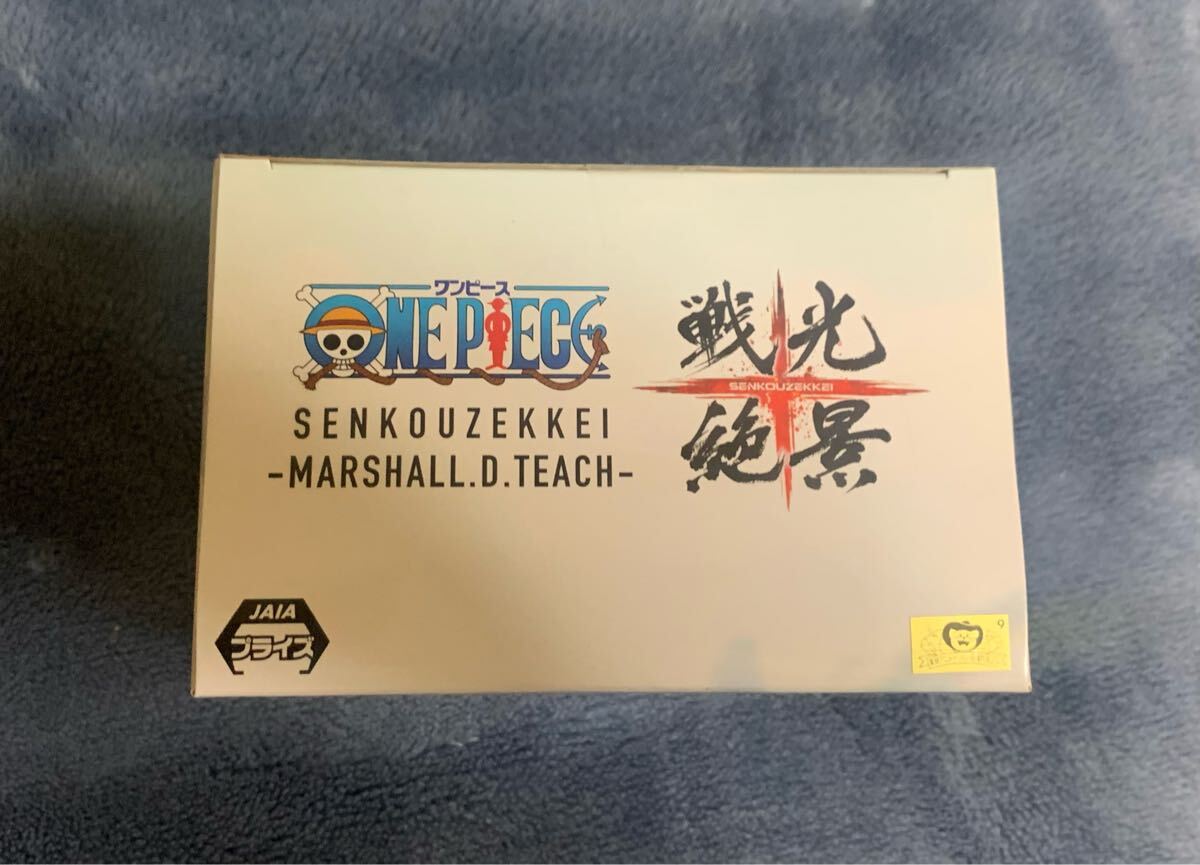 ワンピース
ONE PIECE
SENKOUZEKKEI
-MARSHALL.D.TEACH-
戦光
SENKOUZEKKEI
絶景
JAIA
プライズ
9